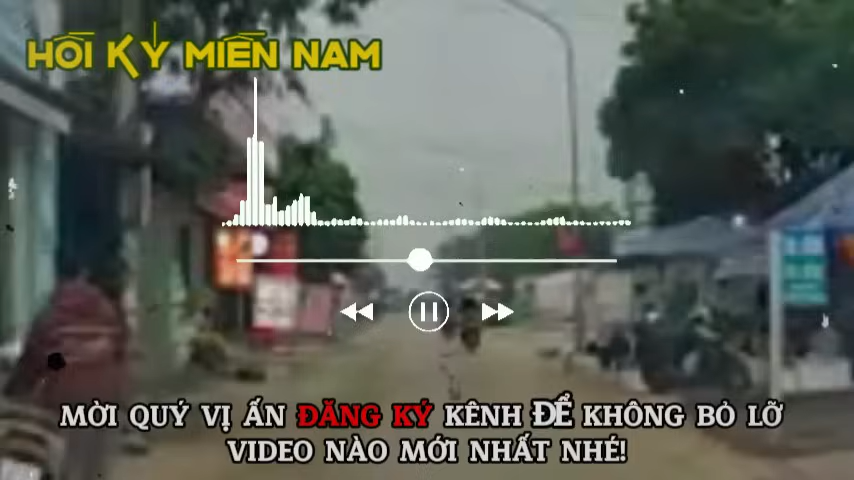 HỒI KÝ MIỀN NAM
MỜI QUÝ VỊ ẤN ĐĂNG KÝ KÊNH ĐỂ KHÔNG BỎ LỠ
VIDEO NÀO MỚI NHẤT NHÉ!